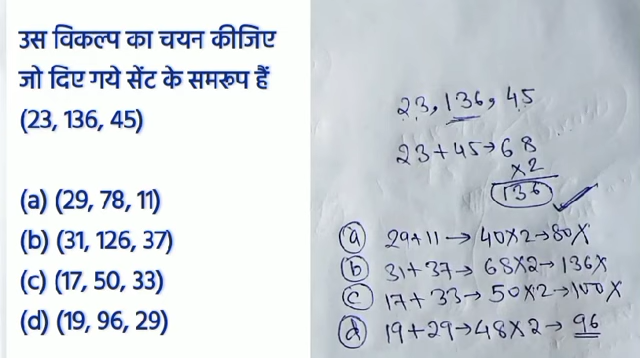 उस विकल्प का चयन कीजिए
जो दिए गये सेंट के समरूप हैं
(23, 136, 45)
(a) (29, 78, 11)
(b) (31, 126, 37)
(c) (17, 50, 33)
(d) (19, 96, 29)
23, 136, 45
23+45→68
×2
136 ✓
(a) 29+11→40×2→80×
(b) 31+37→68×2→136×
(c) 17+33→50×2→100×
(d) 19+29→48×2→96